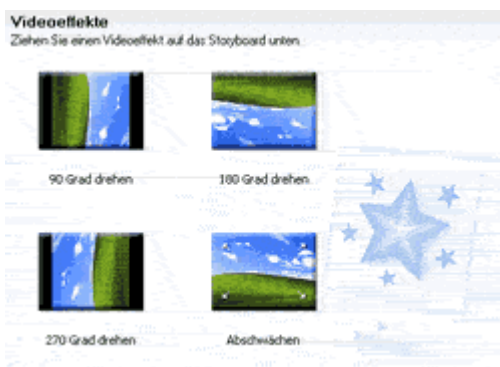 Videoeffekte
Ziehen Sie einen Videoeffekt auf das Storyboard unten.
90 Grad drehen
180 Grad drehen
270 Grad drehen
Abschwächen